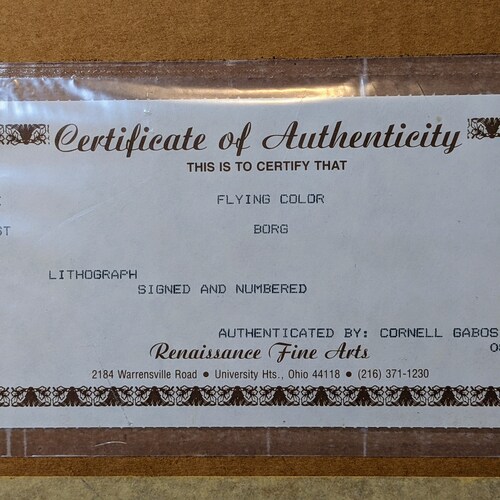 Certificate of Authenticity
THIS IS TO CERTIFY THAT
FLYING COLOR
ST BORG
LITHOGRAPH
SIGNED AND NUMBERED
AUTHENTICATED BY: CORNELL GABOS
Renaissance Fine Arts
2184 Warrensville Road • University Hts., Ohio 44118 • (216) 371-1230